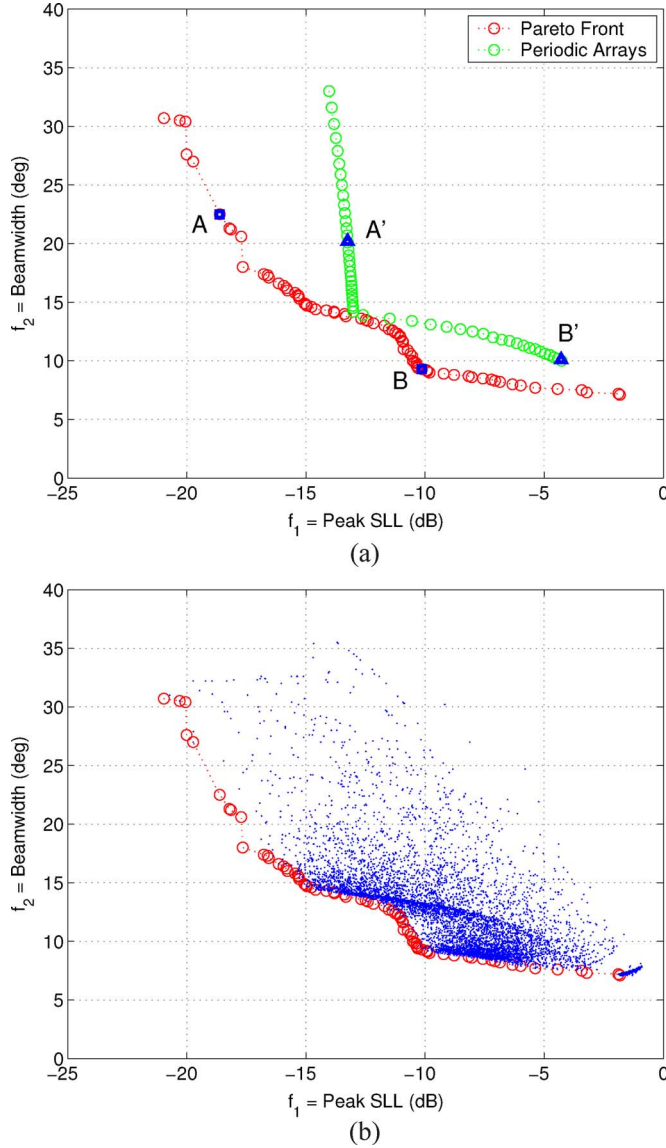 Pareto Front
Periodic Arrays
40
35
30
25
20
15
10
5
0
A
A'
B
B'
f2 = Beamwidth (deg)
−25
−20
−15
−10
−5
0
f1 = Peak SLL (dB)
(a)
40
35
30
25
20
15
10
5
0
f2 = Beamwidth (deg)
−25
−20
−15
−10
−5
0
f1 = Peak SLL (dB)
(b)